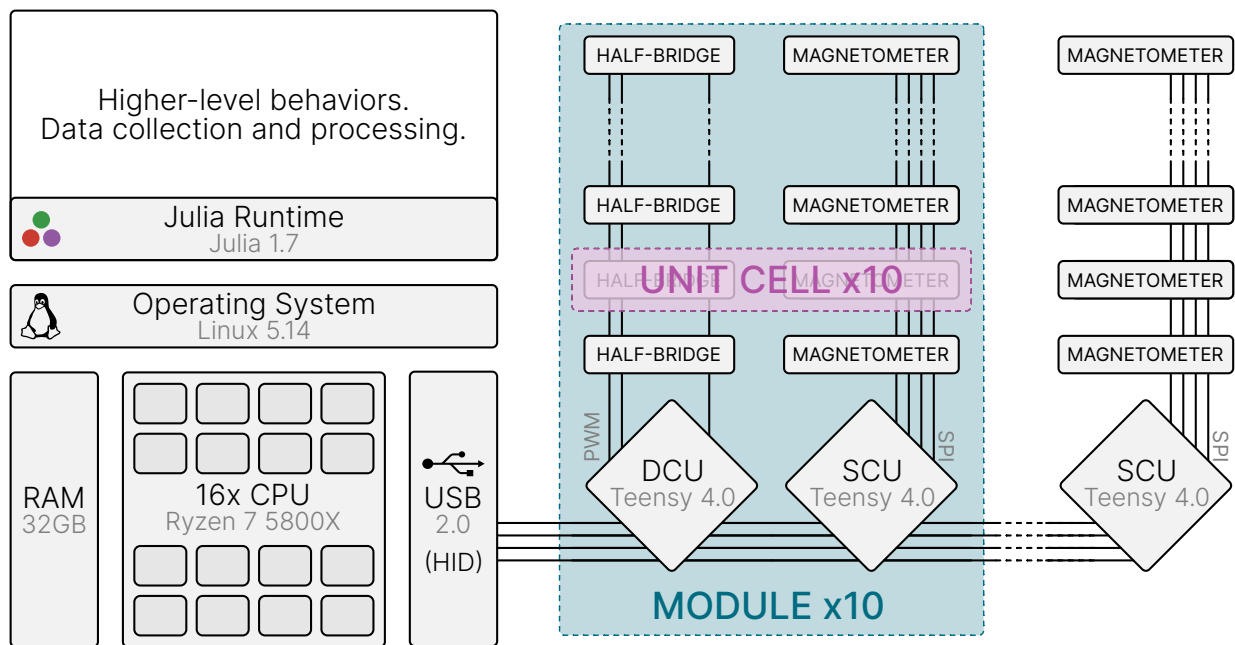 Higher-level behaviors.
Data collection and processing.
Julia Runtime
Julia 1.7
Operating System
Linux 5.14
RAM
32GB
16x CPU
Ryzen 7 5800X
USB
2.0
(HID)
HALF-BRIDGE
MAGNETOMETER
HALF-BRIDGE
MAGNETOMETER
HALF-BRIDGE
MAGNETOMETER
UNIT CELL x10
HALF-BRIDGE
MAGNETOMETER
PWM
SPI
DCU
Teensy 4.0
SCU
Teensy 4.0
MODULE x10
MAGNETOMETER
MAGNETOMETER
MAGNETOMETER
MAGNETOMETER
SPI
SCU
Teensy 4.0